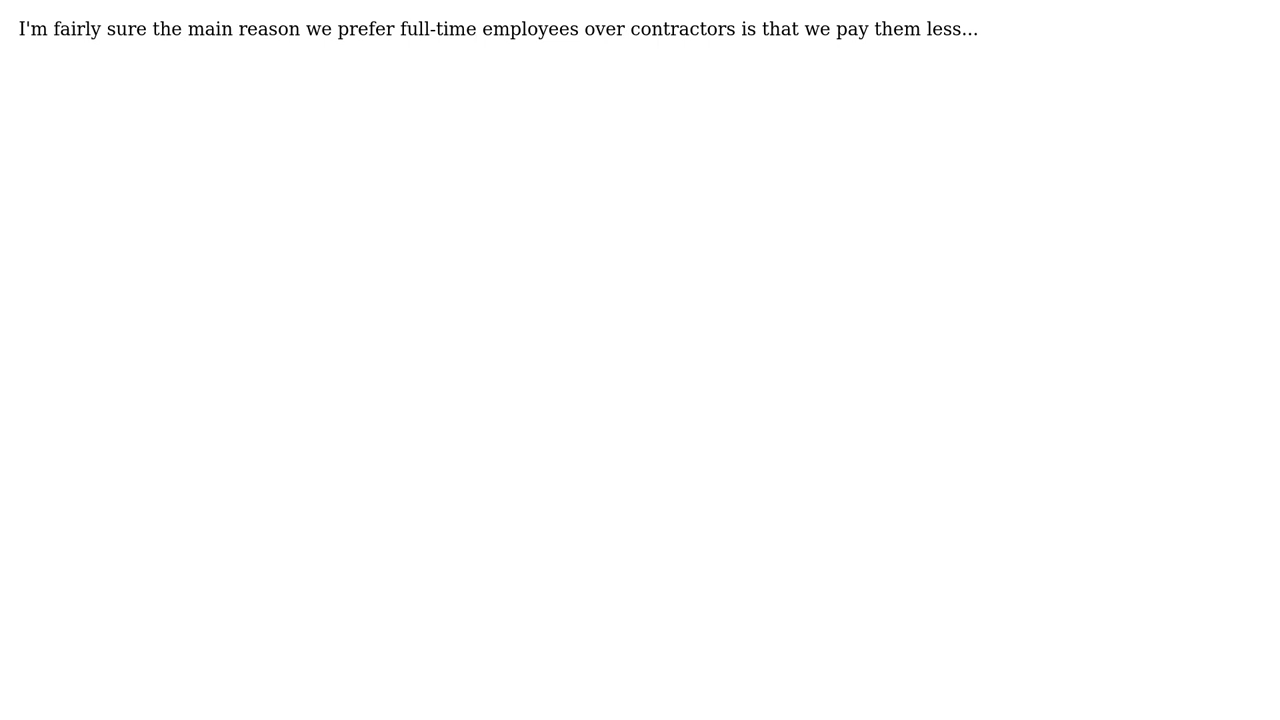 I'm fairly sure the main reason we prefer full-time employees over contractors is that we pay them less...